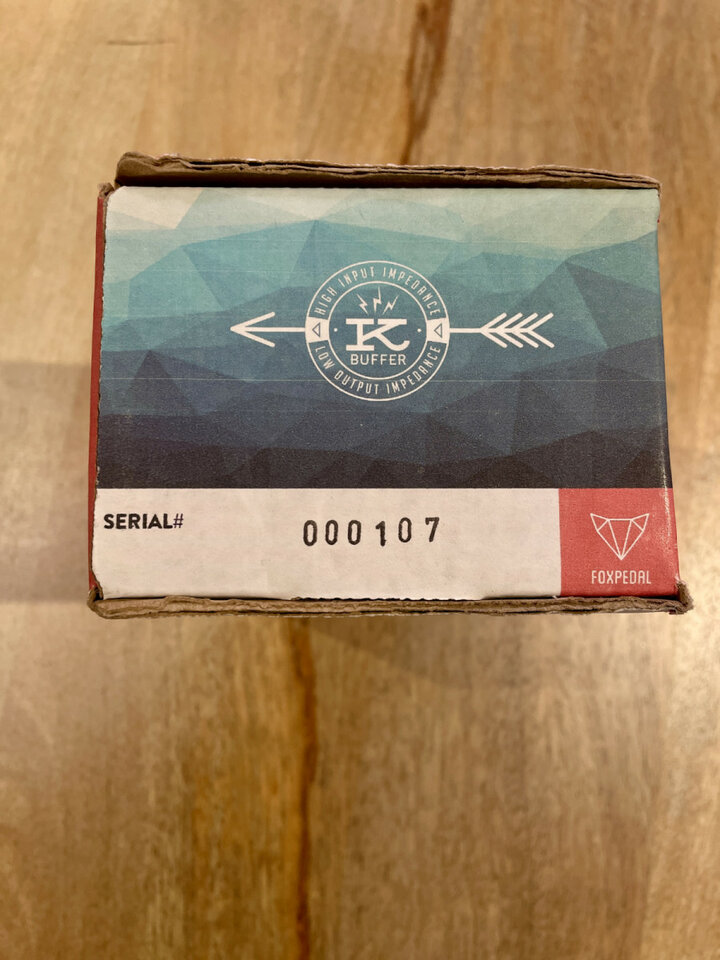 HIGH INPUT IMPEDANCE
K
BUFFER
LOW OUTPUT IMPEDANCE
SERIAL#
000107
FOXPEDAL